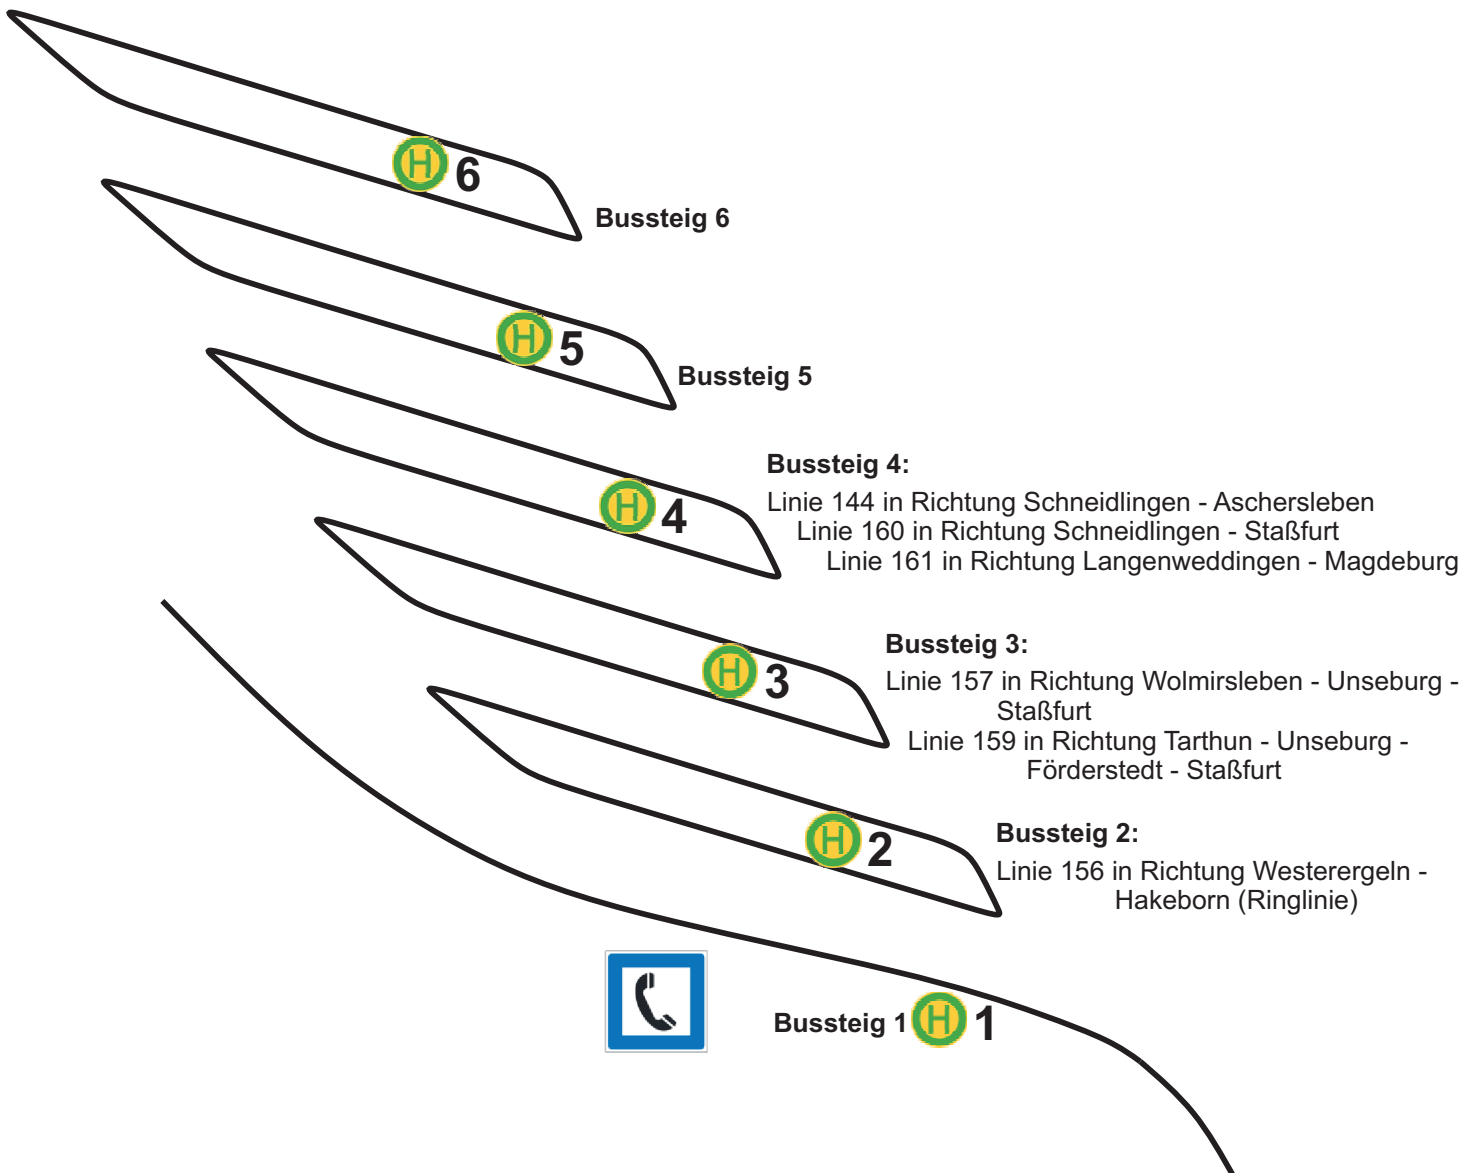 H 6
Bussteig 6
H 5
Bussteig 5
Bussteig 4:
Linie 144 in Richtung Schneidlingen - Aschersleben
Linie 160 in Richtung Schneidlingen - Staßfurt
Linie 161 in Richtung Langenweddingen - Magdeburg
H 4
Bussteig 3:
Linie 157 in Richtung Wolmirsleben - Unseburg -
Staßfurt
Linie 159 in Richtung Tarthun - Unseburg -
Förderstedt - Staßfurt
H 3
Bussteig 2:
Linie 156 in Richtung Westerergeln -
Hakeborn (Ringlinie)
H 2
Bussteig 1 H 1